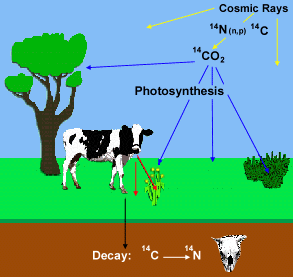 Cosmic Rays
¹⁴N (n,p) ¹⁴C
¹⁴CO₂
Photosynthesis
Decay: ¹⁴C → ¹⁴N